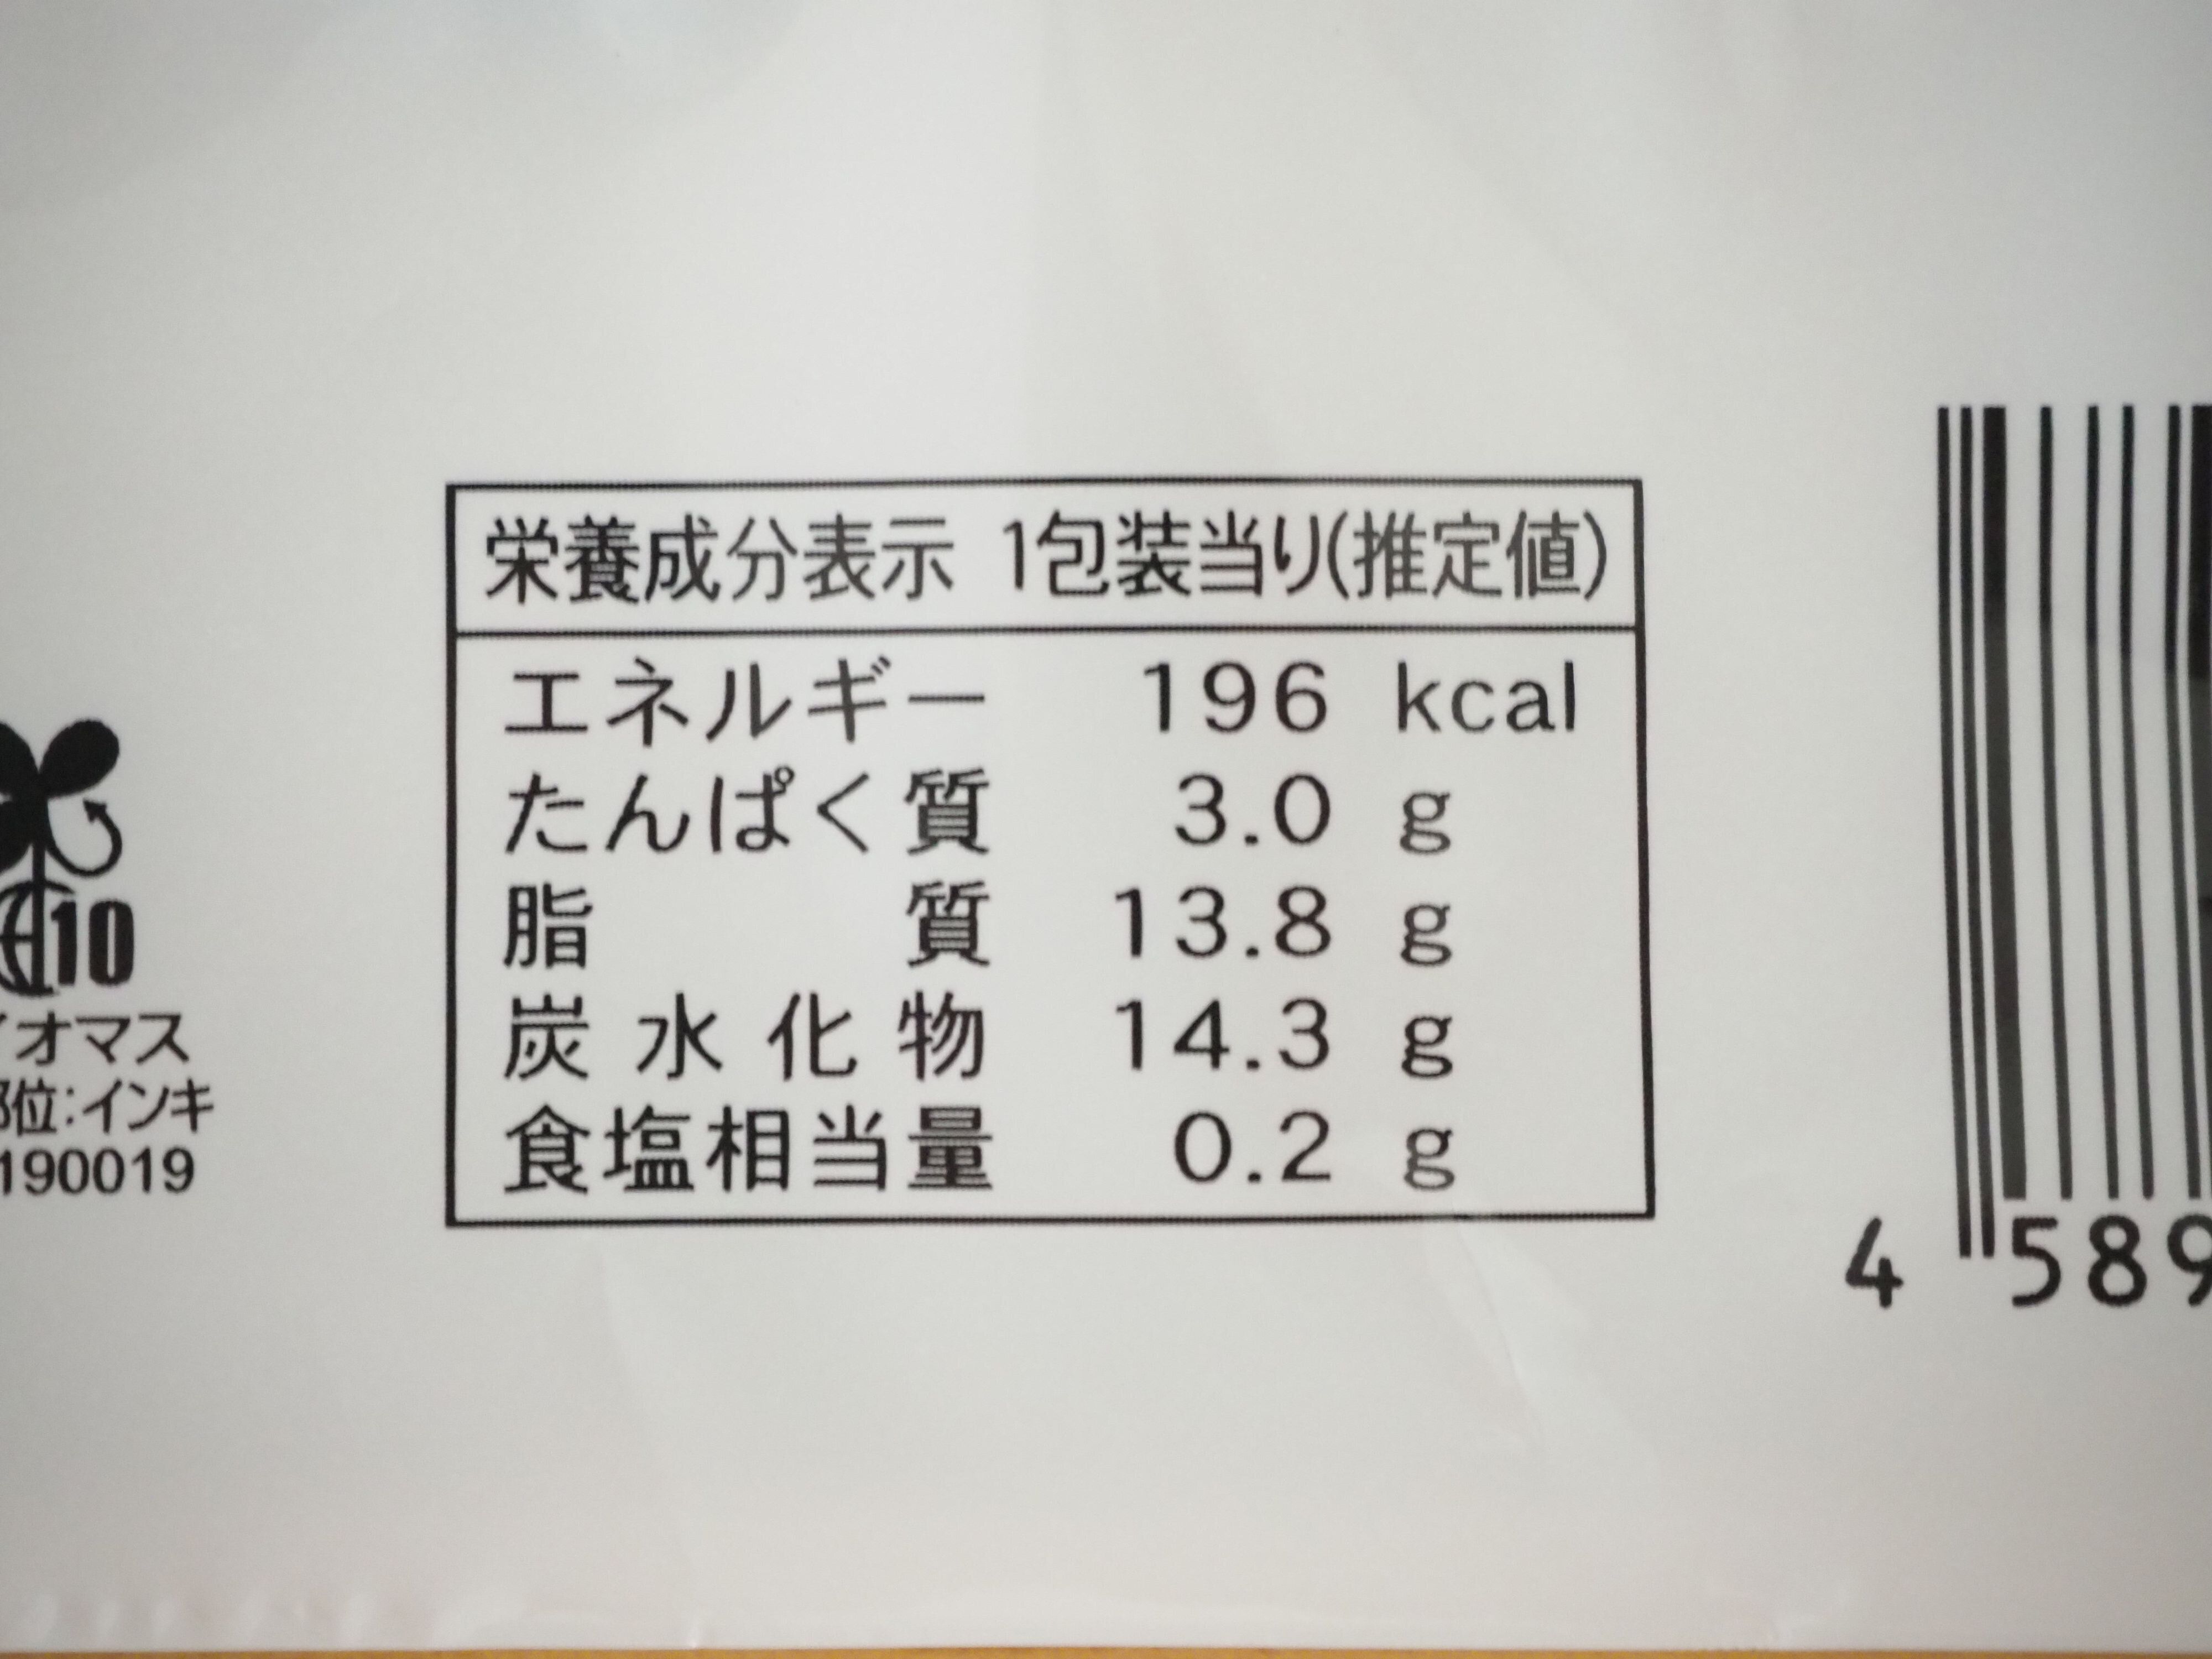 栄養成分表示 1包装当り(推定値)
エネルギー 196 kcal
たんぱく質 3.0 g
脂質 13.8 g
炭水化物 14.3 g
食塩相当量 0.2 g
10
イオマス
部位:インキ
190019
4 589